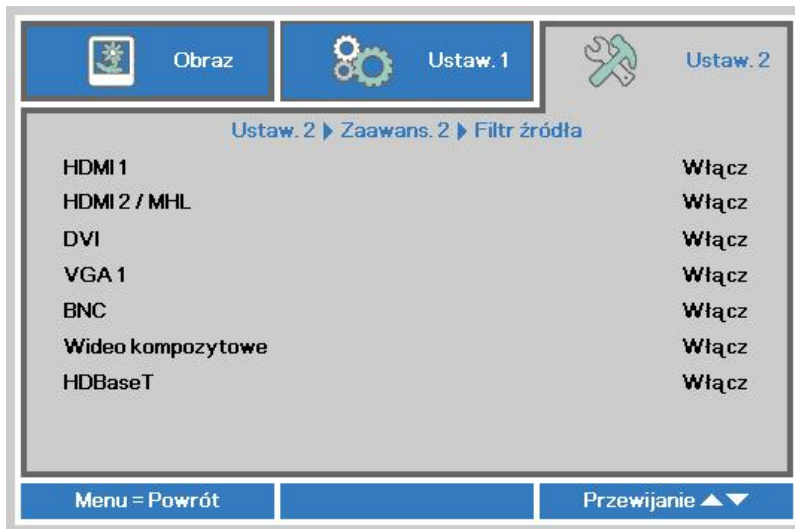 Obraz Ustaw. 1 Ustaw. 2
Ustaw. 2 ▶ Zaawans. 2 ▶ Filtr źródła
HDMI 1 Włącz
HDMI 2 / MHL Włącz
DVI Włącz
VGA 1 Włącz
BNC Włącz
Wideo kompozytowe Włącz
HDBaseT Włącz
Menu = Powrót Przewijanie ▲▼